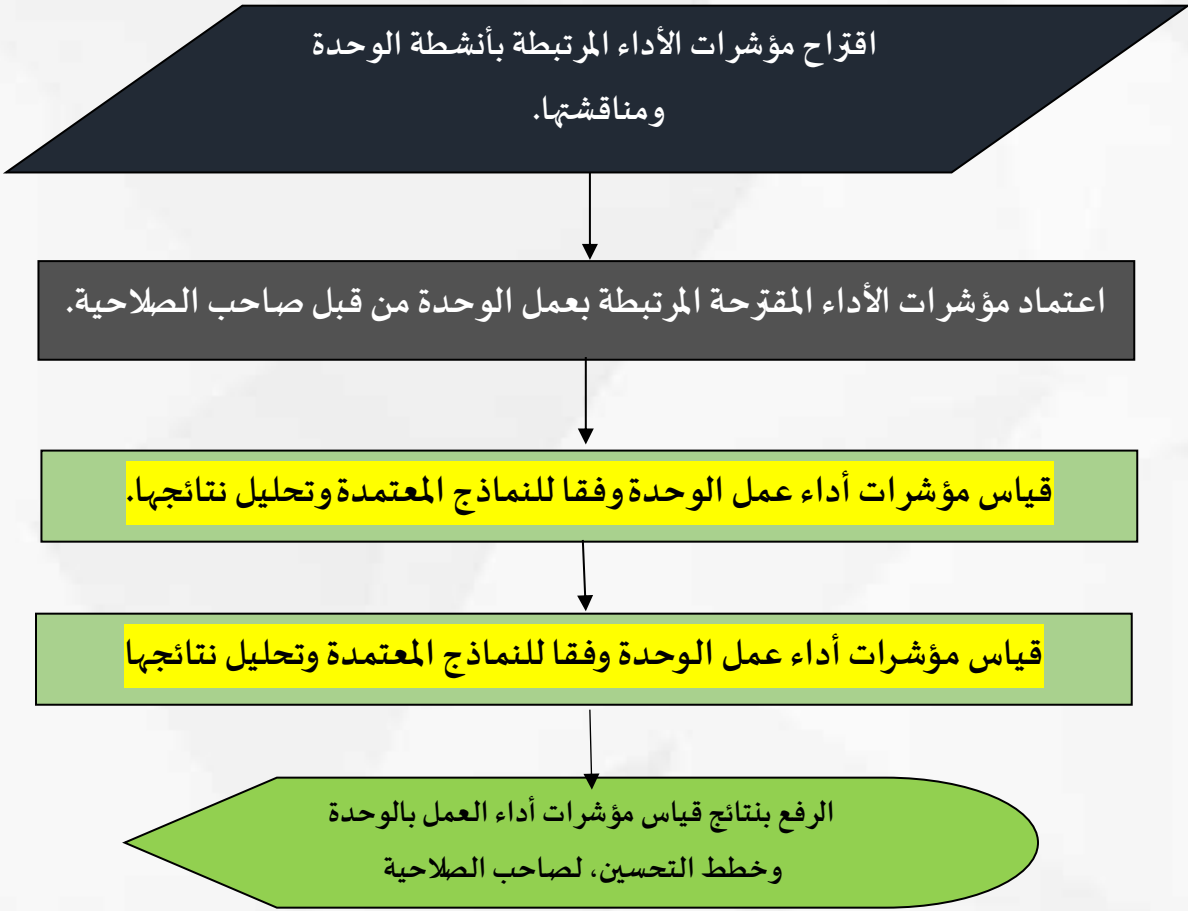 اقتراح مؤشرات الأداء المرتبطة بأنشطة الوحدة
ومناقشتها.
اعتماد مؤشرات الأداء المقترحة المرتبطة بعمل الوحدة من قبل صاحب الصلاحية.
قياس مؤشرات أداء عمل الوحدة وفقا للنماذج المعتمدة وتحليل نتائجها.
قياس مؤشرات أداء عمل الوحدة وفقا للنماذج المعتمدة وتحليل نتائجها
الرفع بنتائج قياس مؤشرات أداء العمل بالوحدة
وخطط التحسين، لصاحب الصلاحية